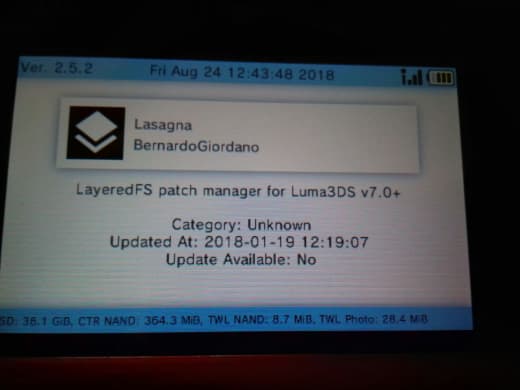 Ver. 2.5.2
Fri Aug 24 12:43:48 2018
Lasagna
BernardoGiordano
LayeredFS patch manager for Luma3DS v7.0+
Category: Unknown
Updated At: 2018-01-19 12:19:07
Update Available: No
SD: 36.1 GiB, CTR NAND: 364.3 MiB, TWL NAND: 8.7 MiB, TWL Photo: 28.4 MiB